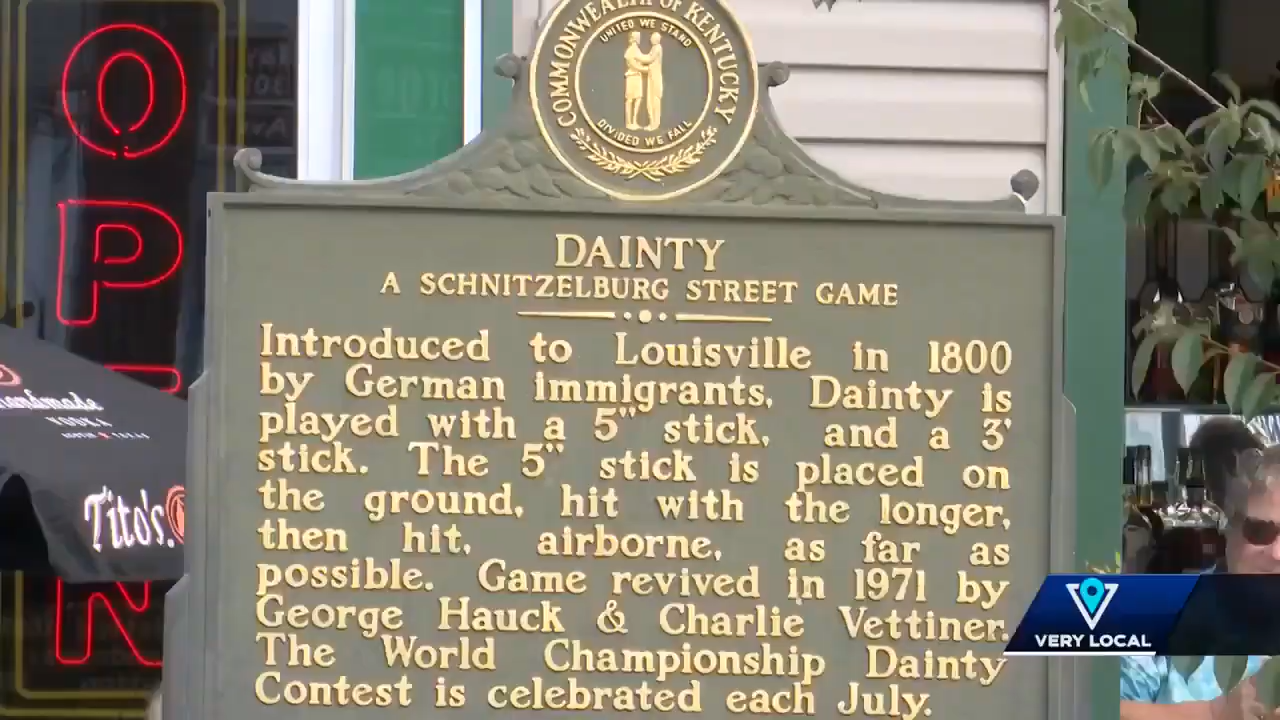 COMMONWEALTH OF KENTUCKY
UNITED WE STAND
DIVIDED WE FALL
OPEN
DAINTY
A SCHNITZELBURG STREET GAME
Introduced to Louisville in 1800
by German immigrants, Dainty is
played with a 5" stick, and a 3'
stick. The 5" stick is placed on
the ground, hit with the longer,
then hit, airborne, as far as
possible. Game revived in 1971 by
George Hauck & Charlie Vettiner.
The World Championship Dainty
Contest is celebrated each July.
VODKA
Tito's
VERY LOCAL